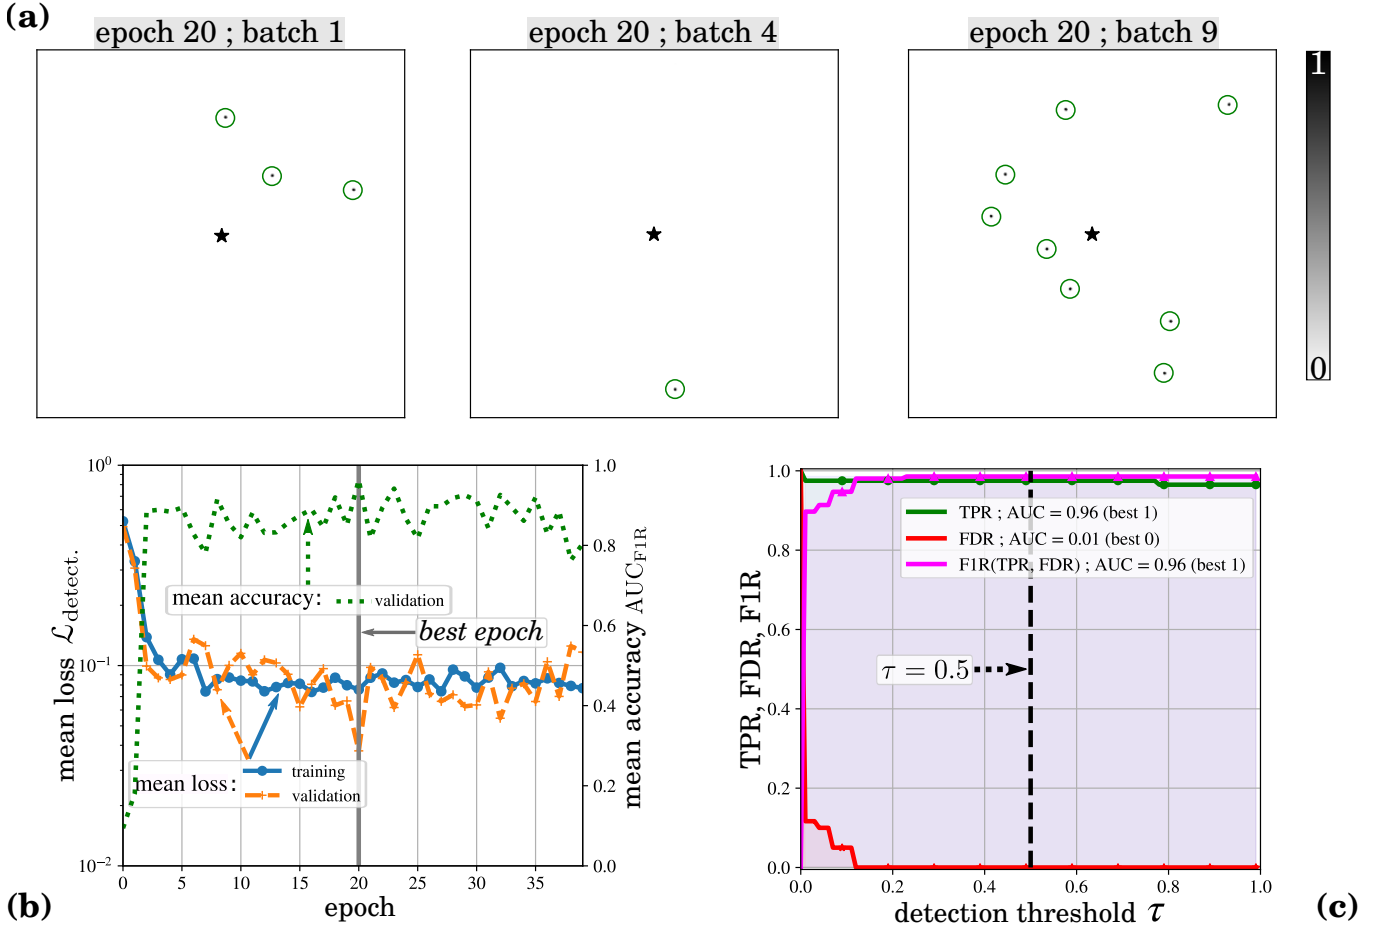 (a)
epoch 20 ; batch 1
epoch 20 ; batch 4
epoch 20 ; batch 9
1
0
10⁰
10⁻¹
10⁻²
mean loss ℒdetect.
1.0
0.8
0.6
0.4
0.2
0.0
mean accuracy AUCF1R
mean accuracy: validation
best epoch
mean loss: training
validation
0 5 10 15 20 25 30 35
epoch
(b)
1.0
0.8
0.6
0.4
0.2
0.0
TPR, FDR, F1R
TPR ; AUC = 0.96 (best 1)
FDR ; AUC = 0.01 (best 0)
F1R(TPR, FDR) ; AUC = 0.96 (best 1)
τ = 0.5
0.0 0.2 0.4 0.6 0.8 1.0
detection threshold τ
(c)